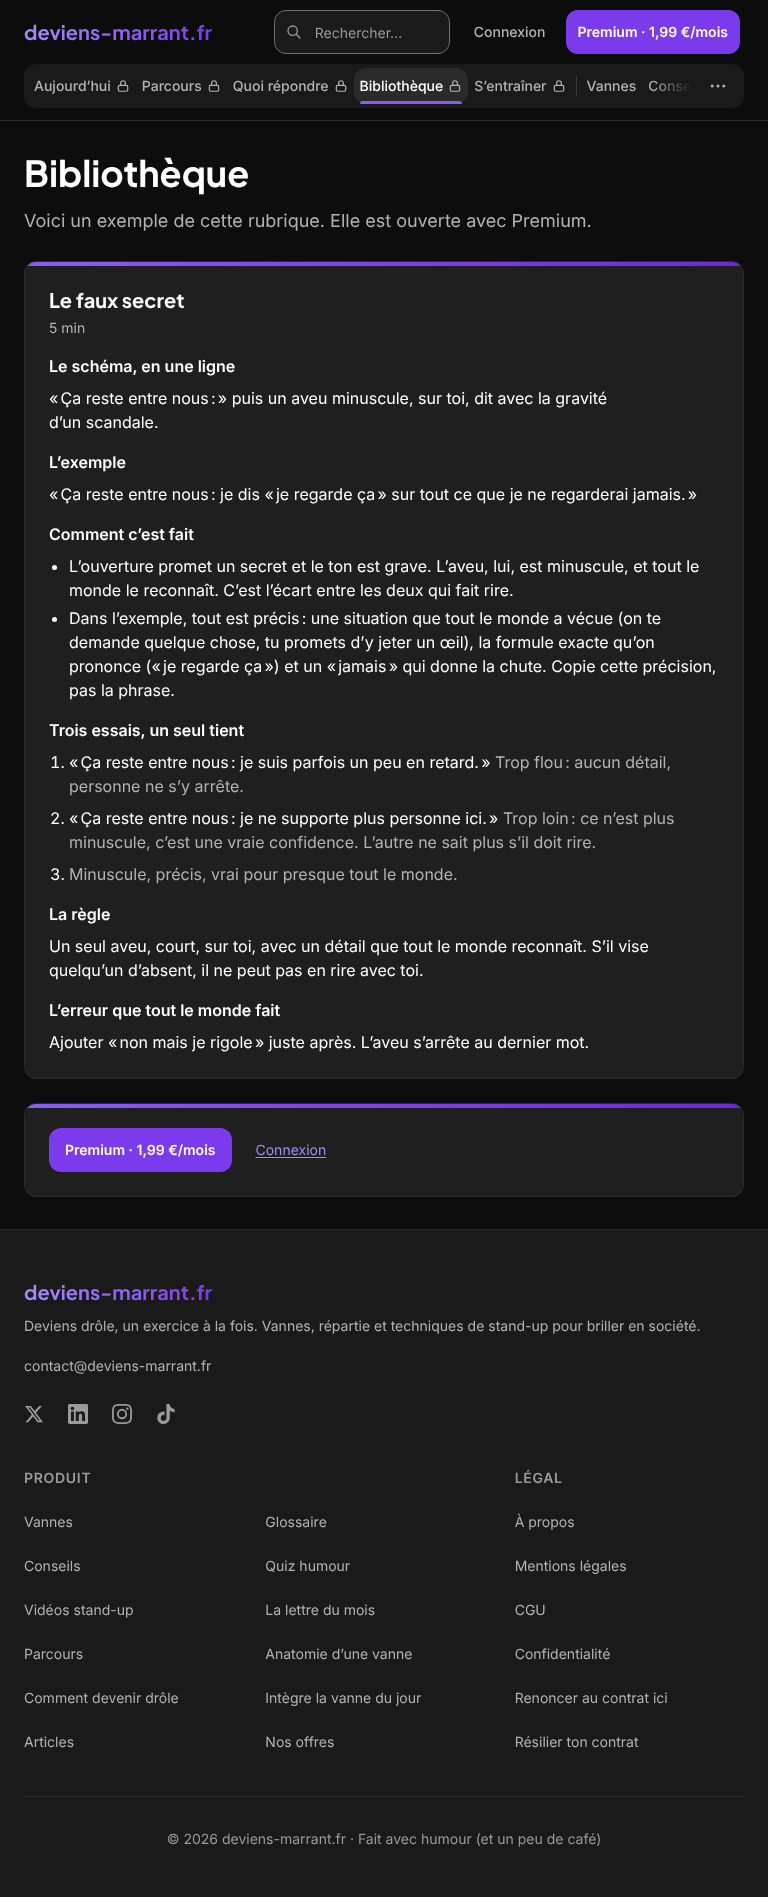 deviens-marrant.fr
Rechercher...
Connexion
Premium · 1,99 €/mois
Aujourd’hui
Parcours
Quoi répondre
Bibliothèque
S’entraîner
Vannes
Bibliothèque
Voici un exemple de cette rubrique. Elle est ouverte avec Premium.
Le faux secret
5 min
Le schéma, en une ligne
« Ça reste entre nous : » puis un aveu minuscule, sur toi, dit avec la gravité
d’un scandale.
L’exemple
« Ça reste entre nous : je dis « je regarde ça » sur tout ce que je ne regarderai jamais. »
Comment c’est fait
• L’ouverture promet un secret et le ton est grave. L’aveu, lui, est minuscule, et tout le
monde le reconnaît. C’est l’écart entre les deux qui fait rire.
• Dans l’exemple, tout est précis : une situation que tout le monde a vécue (on te
demande quelque chose, tu promets d’y jeter un œil), la formule exacte qu’on
prononce (« je regarde ça ») et un « jamais » qui donne la chute. Copie cette précision,
pas la phrase.
Trois essais, un seul tient
1. « Ça reste entre nous : je suis parfois un peu en retard. » Trop flou : aucun détail,
personne ne s’y arrête.
2. « Ça reste entre nous : je ne supporte plus personne ici. » Trop loin : ce n’est plus
minuscule, c’est une vraie confidence. L’autre ne sait plus s’il doit rire.
3. Minuscule, précis, vrai pour presque tout le monde.
La règle
Un seul aveu, court, sur toi, avec un détail que tout le monde reconnaît. S’il vise
quelqu’un d’absent, il ne peut pas en rire avec toi.
L’erreur que tout le monde fait
Ajouter « non mais je rigole » juste après. L’aveu s’arrête au dernier mot.
Premium · 1,99 €/mois
Connexion
deviens-marrant.fr
Deviens drôle, un exercice à la fois. Vannes, répartie et techniques de stand-up pour briller en société.
contact@deviens-marrant.fr
PRODUIT
Vannes
Conseils
Vidéos stand-up
Parcours
Comment devenir drôle
Articles
Glossaire
Quiz humour
La lettre du mois
Anatomie d’une vanne
Intègre la vanne du jour
Nos offres
LÉGAL
À propos
Mentions légales
CGU
Confidentialité
Renoncer au contrat ici
Résilier ton contrat
© 2026 deviens-marrant.fr · Fait avec humour (et un peu de café)